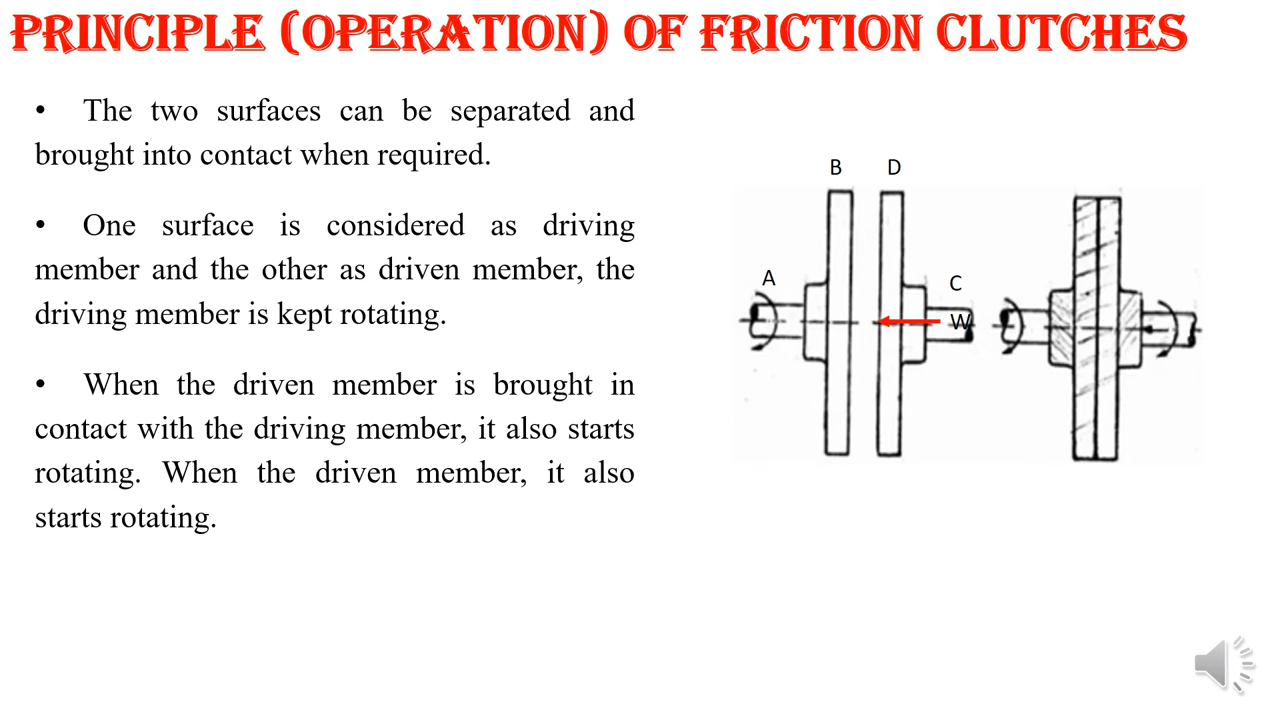 PRINCIPLE (OPERATION) OF FRICTION CLUTCHES
• The two surfaces can be separated and
brought into contact when required.
• One surface is considered as driving
member and the other as driven member, the
driving member is kept rotating.
• When the driven member is brought in
contact with the driving member, it also starts
rotating. When the driven member, it also
starts rotating.
B D
A
C
W